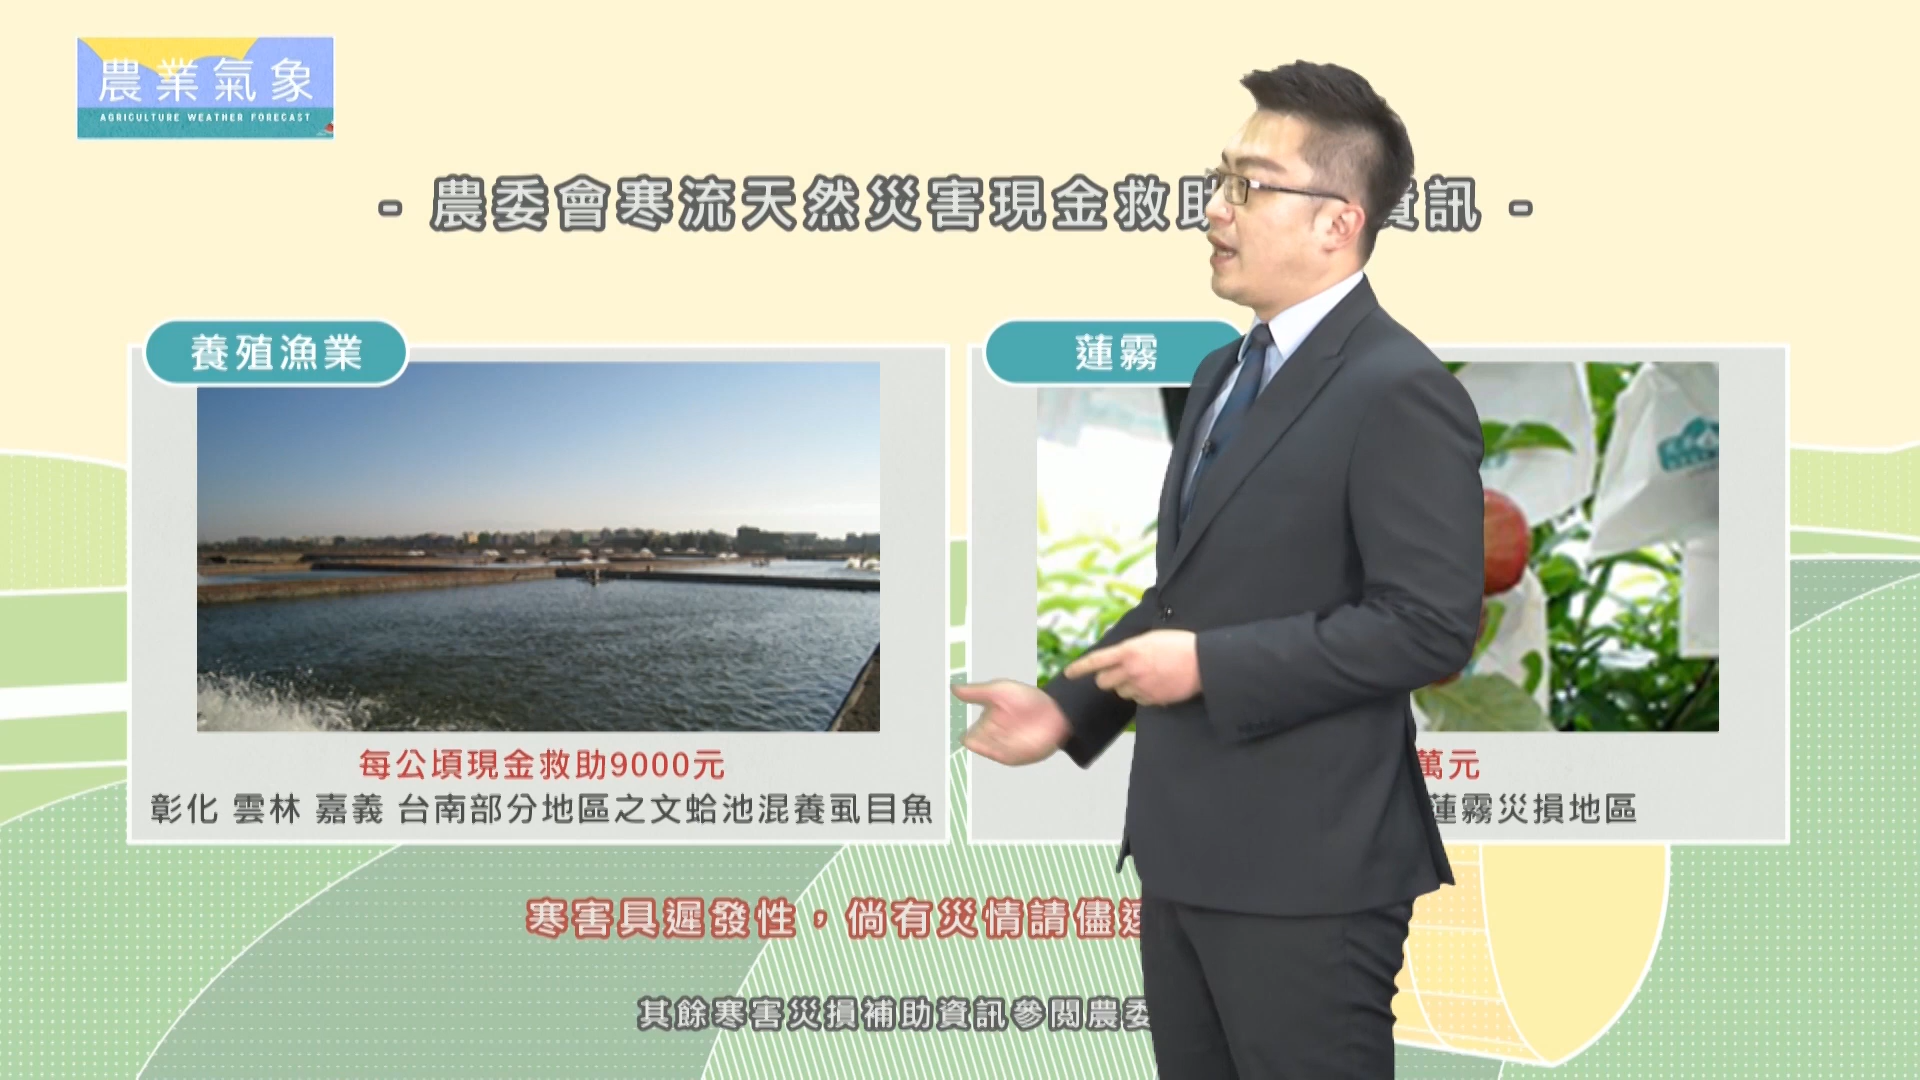 農業氣象
AGRICULTURE WEATHER FORECAST
- 農委會寒流天然災害現金救助 資訊 -
養殖漁業
蓮霧
每公頃現金救助9000元
彰化 雲林 嘉義 台南部分地區之文蛤池混養虱目魚
萬元
蓮霧災損地區
寒害具遲發性，倘有災情請儘速
其餘寒害災損補助資訊參閱農委